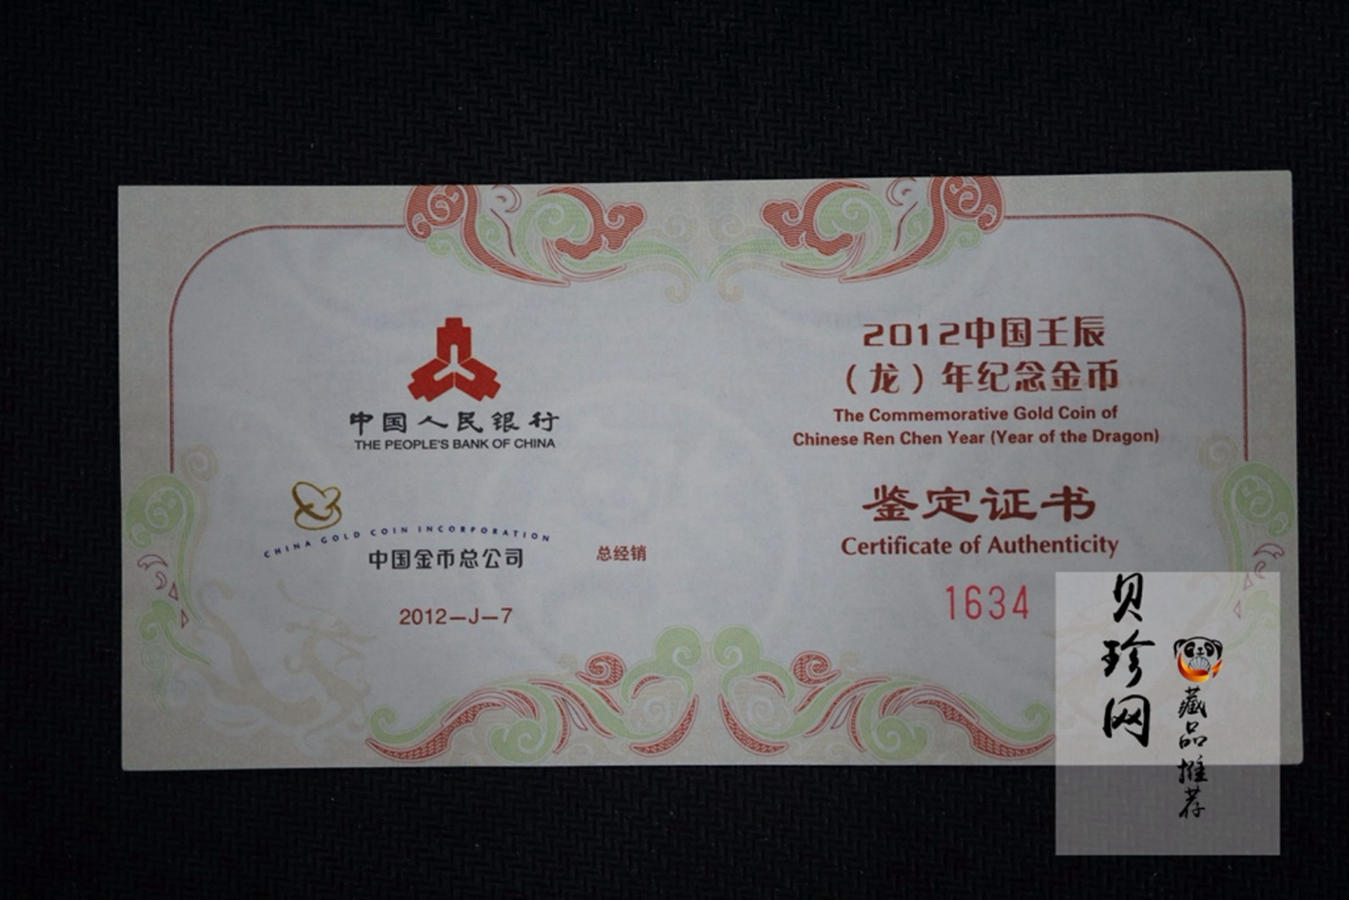 中国人民银行
THE PEOPLE'S BANK OF CHINA
CHINA GOLD COIN INCORPORATION
中国金币总公司
总经销
2012—J—7
2012中国壬辰
（龙）年纪念金币
The Commemorative Gold Coin of
Chinese Ren Chen Year (Year of the Dragon)
鉴定证书
Certificate of Authenticity
1634
贝珍网
藏品推荐